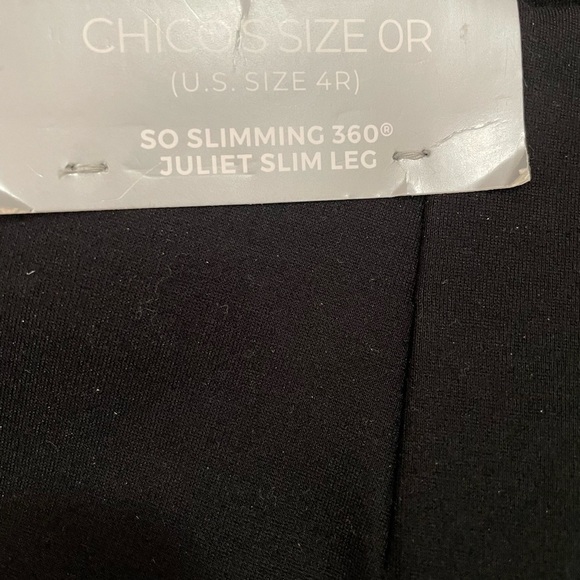 CHICO'S SIZE 0R
(U.S. SIZE 4R)
SO SLIMMING 360®
JULIET SLIM LEG